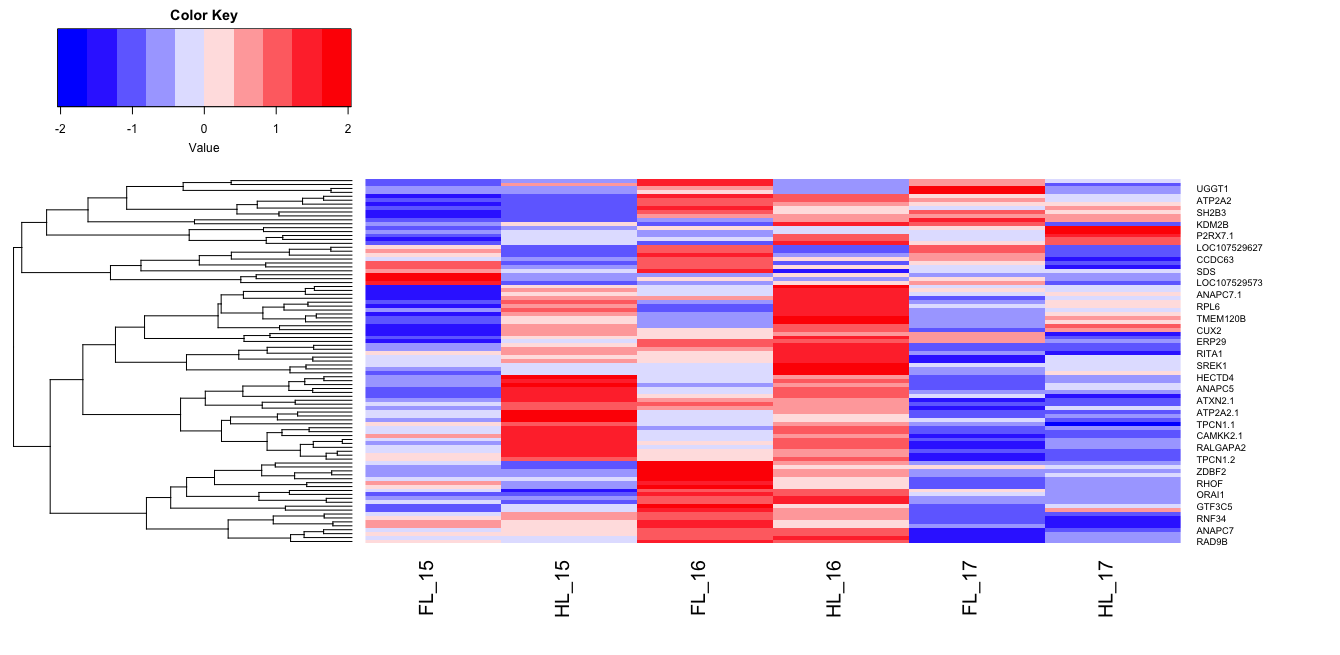 Color Key
-2 -1 0 1 2
Value
UGGT1
ATP2A2
SH2B3
KDM2B
P2RX7.1
LOC107529627
CCDC63
SDS
LOC107529573
ANAPC7.1
RPL6
TMEM120B
CUX2
ERP29
RITA1
SREK1
HECTD4
ANAPC5
ATXN2.1
ATP2A2.1
TPCN1.1
CAMKK2.1
RALGAPA2
TPCN1.2
ZDBF2
RHOF
ORAI1
GTF3C5
RNF34
ANAPC7
RAD9B
FL_15 HL_15 FL_16 HL_16 FL_17 HL_17